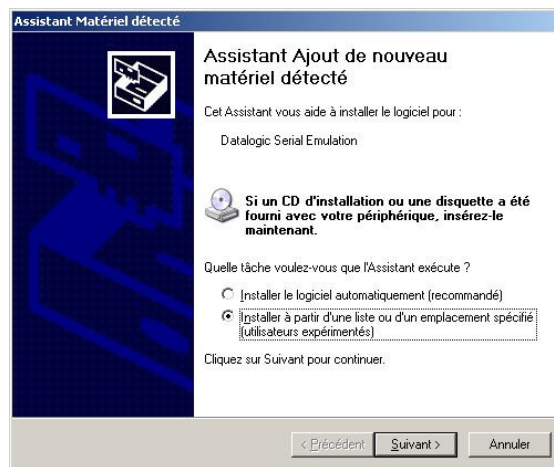 Assistant Matériel détecté
Assistant Ajout de nouveau
matériel détecté
Cet Assistant vous aide à installer le logiciel pour :
Datalogic Serial Emulation
Si un CD d'installation ou une disquette a été
fourni avec votre périphérique, insérez-le
maintenant.
Quelle tâche voulez-vous que l'Assistant exécute ?
Installer le logiciel automatiquement (recommandé)
Installer à partir d'une liste ou d'un emplacement spécifié
(utilisateurs expérimentés)
Cliquez sur Suivant pour continuer.
< Précédent Suivant > Annuler